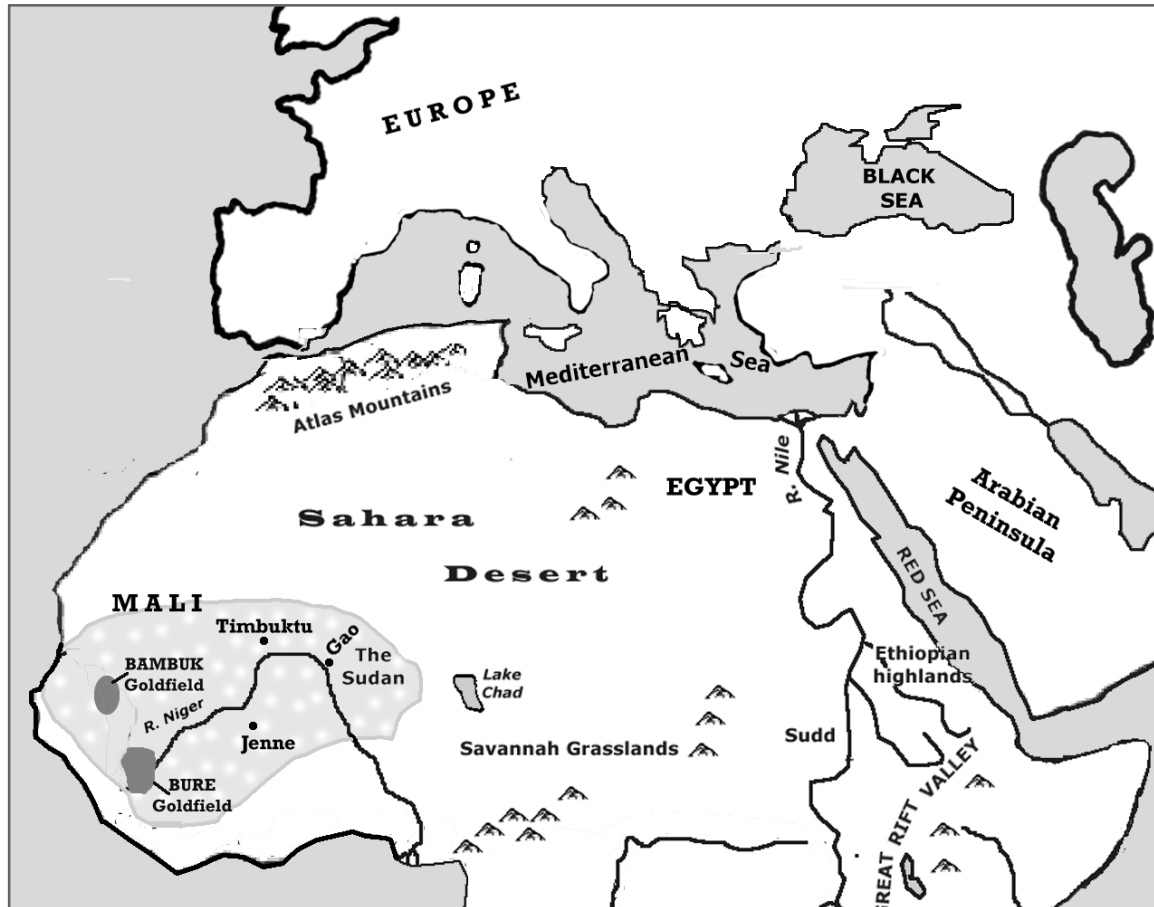 EUROPE
BLACK
SEA
Mediterranean Sea
Atlas Mountains
R. Nile
EGYPT
Arabian
Peninsula
Sahara
Desert
RED SEA
MALI
Timbuktu
Gao
The
Sudan
BAMBUK
Goldfield
R. Niger
Lake
Chad
Ethiopian
highlands
Jenne
Sudd
Savannah Grasslands
BURE
Goldfield
GREAT RIFT VALLEY